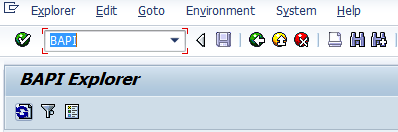 Explorer Edit Goto Environment System Help
BAPI
BAPI Explorer